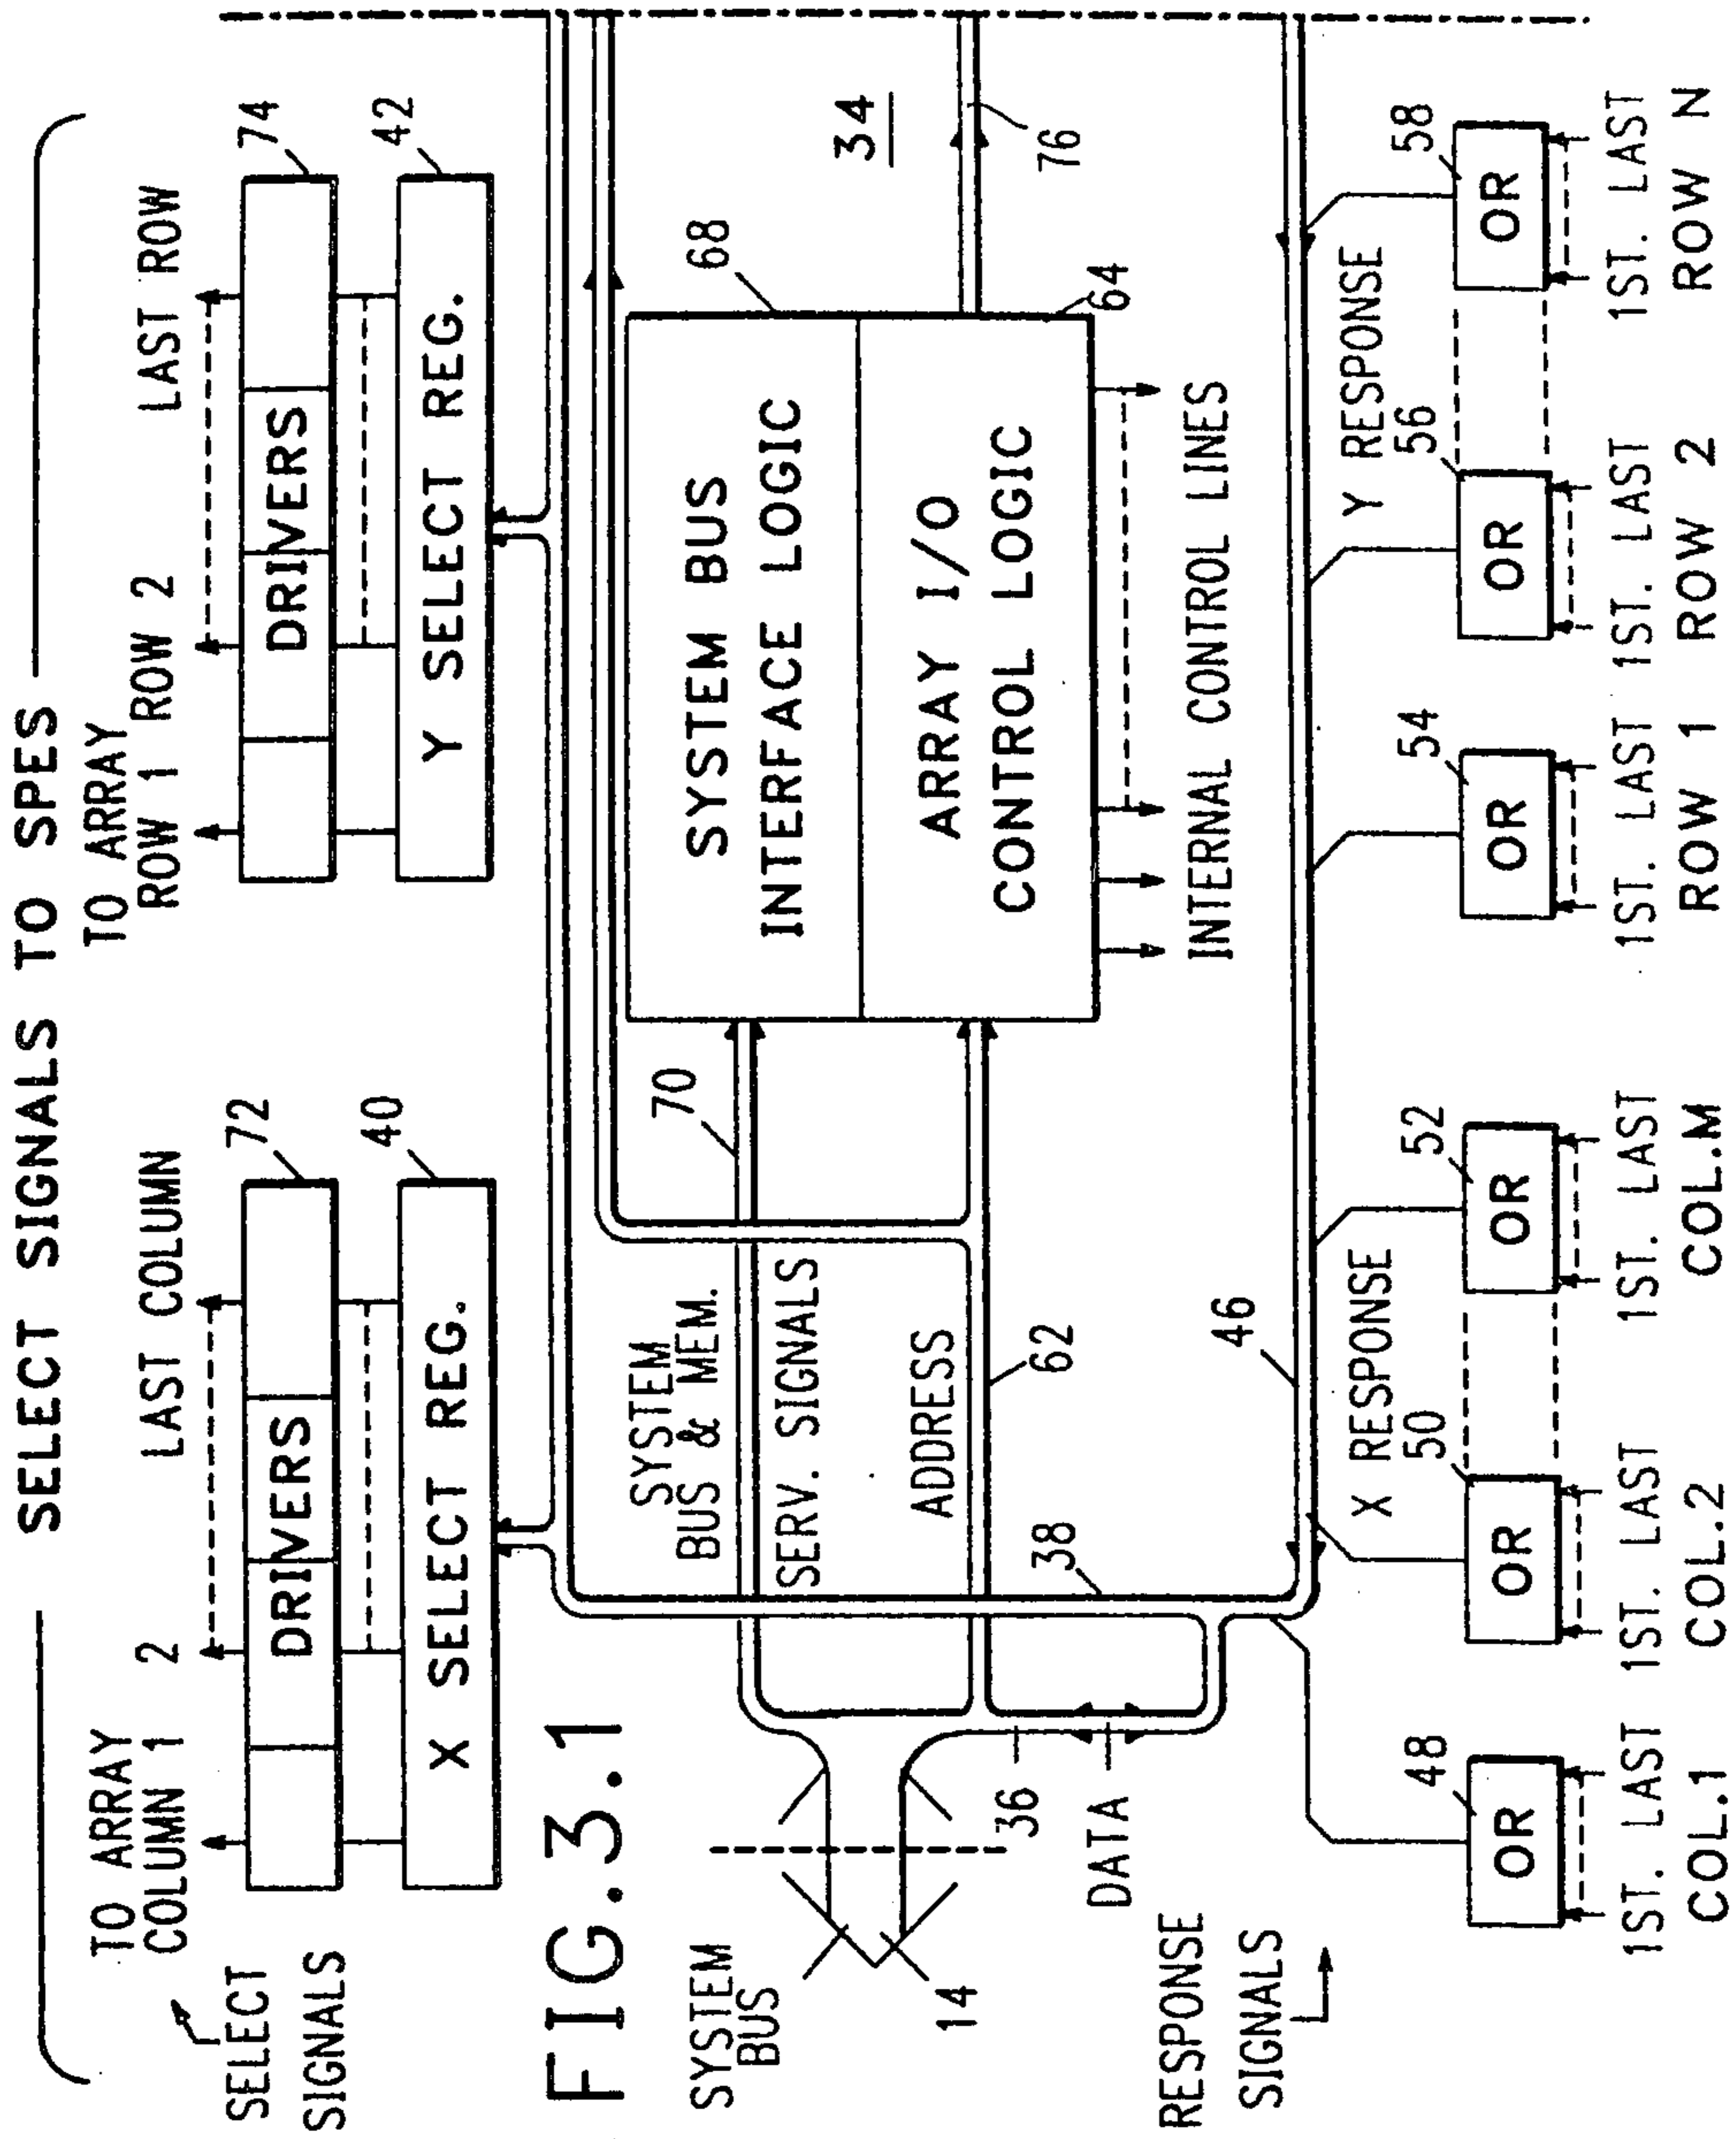 SELECT SIGNALS TO SPES
TO ARRAY
COLUMN 1 2 LAST COLUMN
TO ARRAY
ROW 1 ROW 2 LAST ROW
SELECT
SIGNALS
DRIVERS
72
DRIVERS
74
X SELECT REG.
40
Y SELECT REG.
42
FIG.3.1
SYSTEM
BUS
14
SYSTEM
BUS & MEM.
SERV. SIGNALS
70
ADDRESS
62
36
DATA
38
46
SYSTEM BUS
INTERFACE LOGIC
68
ARRAY I/O
CONTROL LOGIC
64
34
76
INTERNAL CONTROL LINES
RESPONSE
SIGNALS
X RESPONSE
Y RESPONSE
48
50
52
54
56
58
OR
OR
OR
OR
OR
OR
1ST. LAST
1ST. LAST
1ST. LAST
1ST. LAST
1ST. LAST
1ST. LAST
COL.1
COL.2
COL.M
ROW 1
ROW 2
ROW N